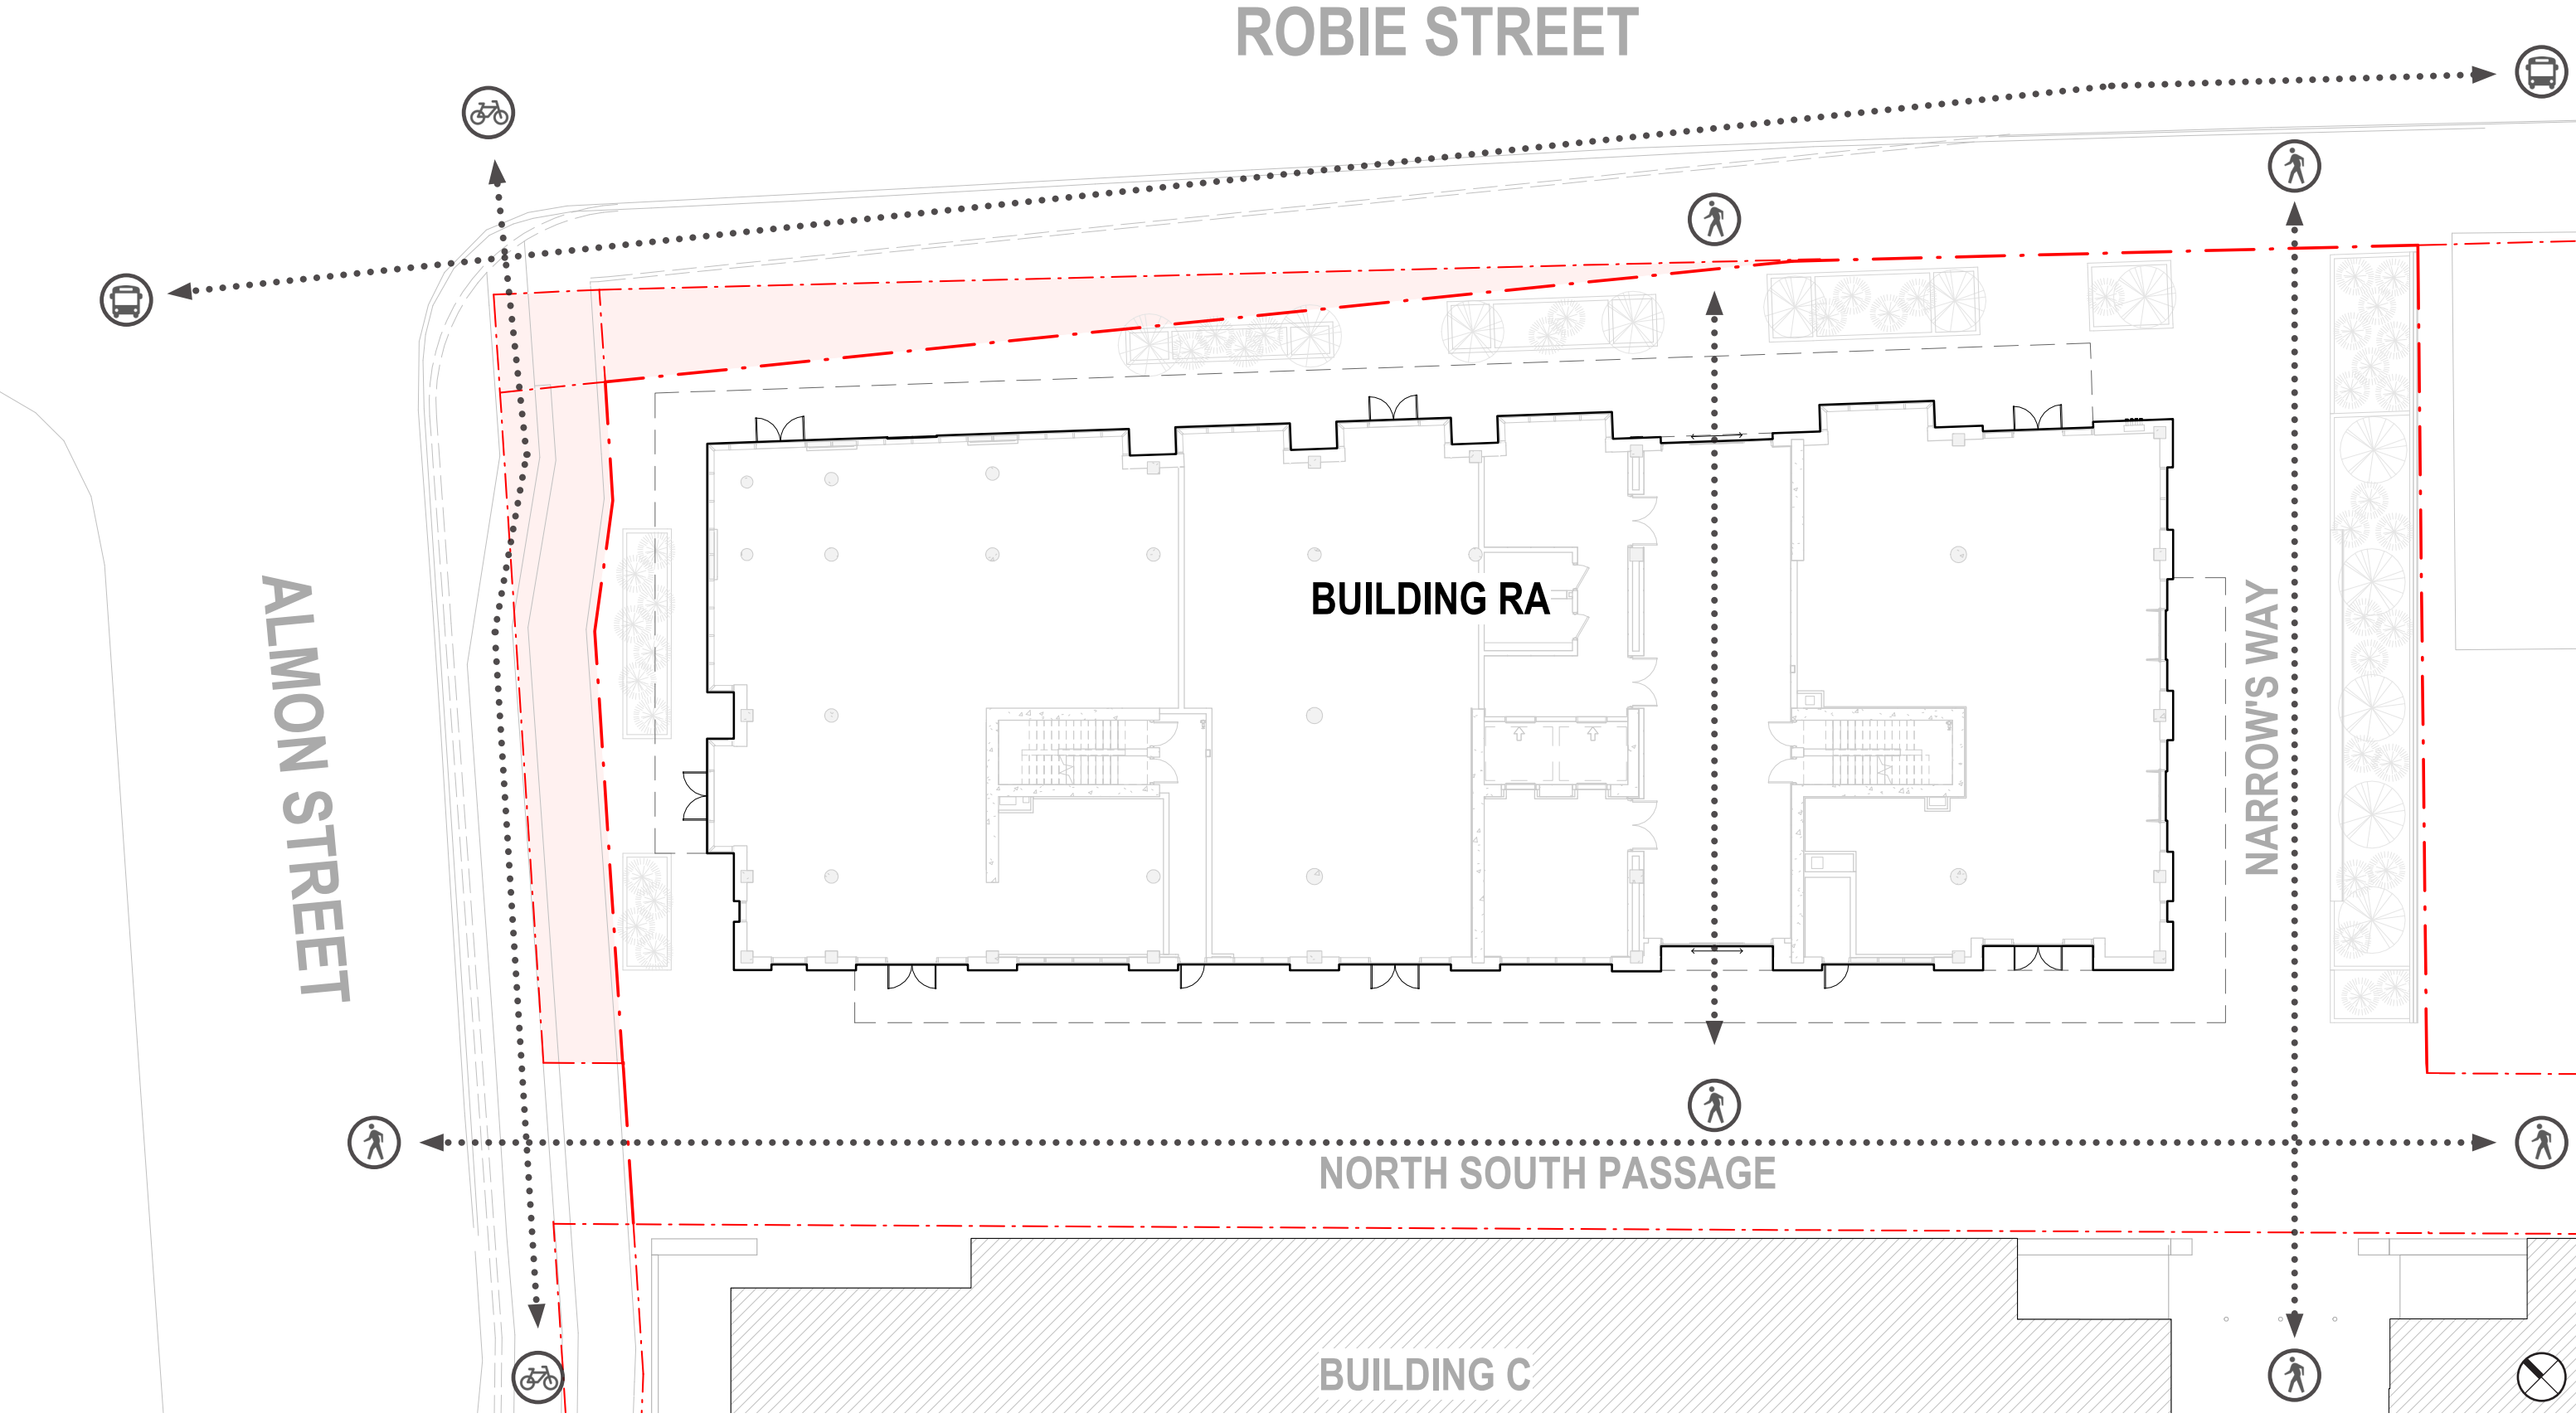 ROBIE STREET
ALMON STREET
BUILDING RA
NARROW'S WAY
NORTH SOUTH PASSAGE
BUILDING C